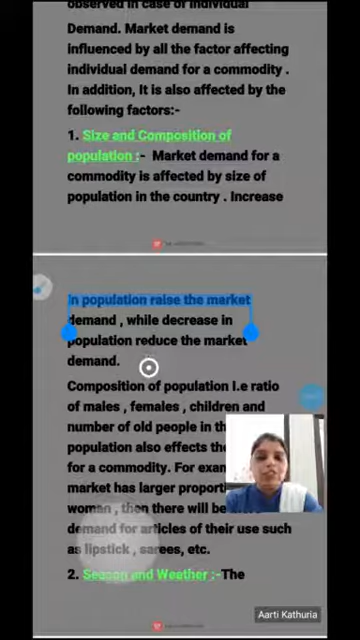 observed in case of individual
Demand. Market demand is
influenced by all the factor affecting
individual demand for a commodity .
In addition, It is also affected by the
following factors:-
1. Size and Composition of
population :- Market demand for a
commodity is affected by size of
population in the country . Increase
In population raise the market
demand , while decrease in
population reduce the market
demand.
Composition of population I.e ratio
of males , females , children and
number of old people in th
population also effects the
for a commodity. For exam
market has larger proporti
woman , then there will be
demand for articles of their use such
as lipstick , sarees, etc.
2. Season and Weather :-The
Aarti Kathuria